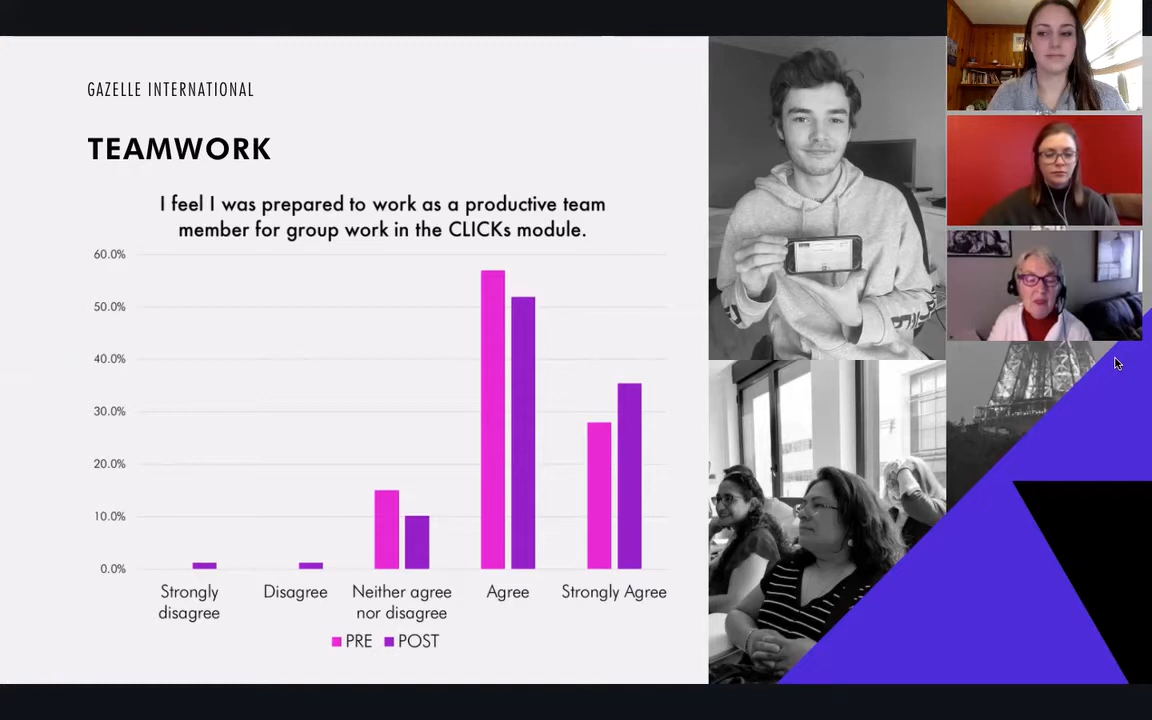 GAZELLE INTERNATIONAL
TEAMWORK
I feel I was prepared to work as a productive team
member for group work in the CLICKs module.
60.0%
50.0%
40.0%
30.0%
20.0%
10.0%
0.0%
Strongly disagree
Disagree
Neither agree nor disagree
Agree
Strongly Agree
PRE
POST